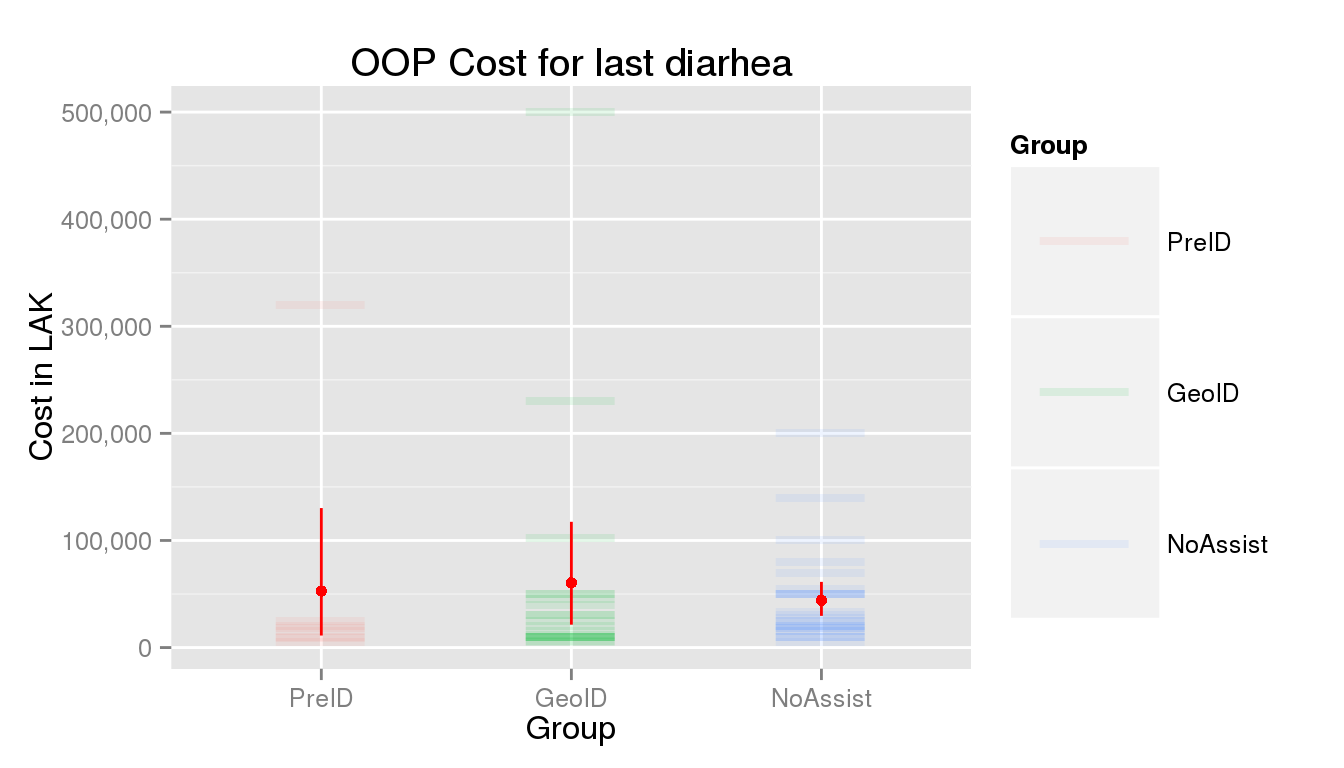 OOP Cost for last diarhea
Cost in LAK
500,000
400,000
300,000
200,000
100,000
0
PreID
GeoID
NoAssist
Group
Group
PreID
GeoID
NoAssist